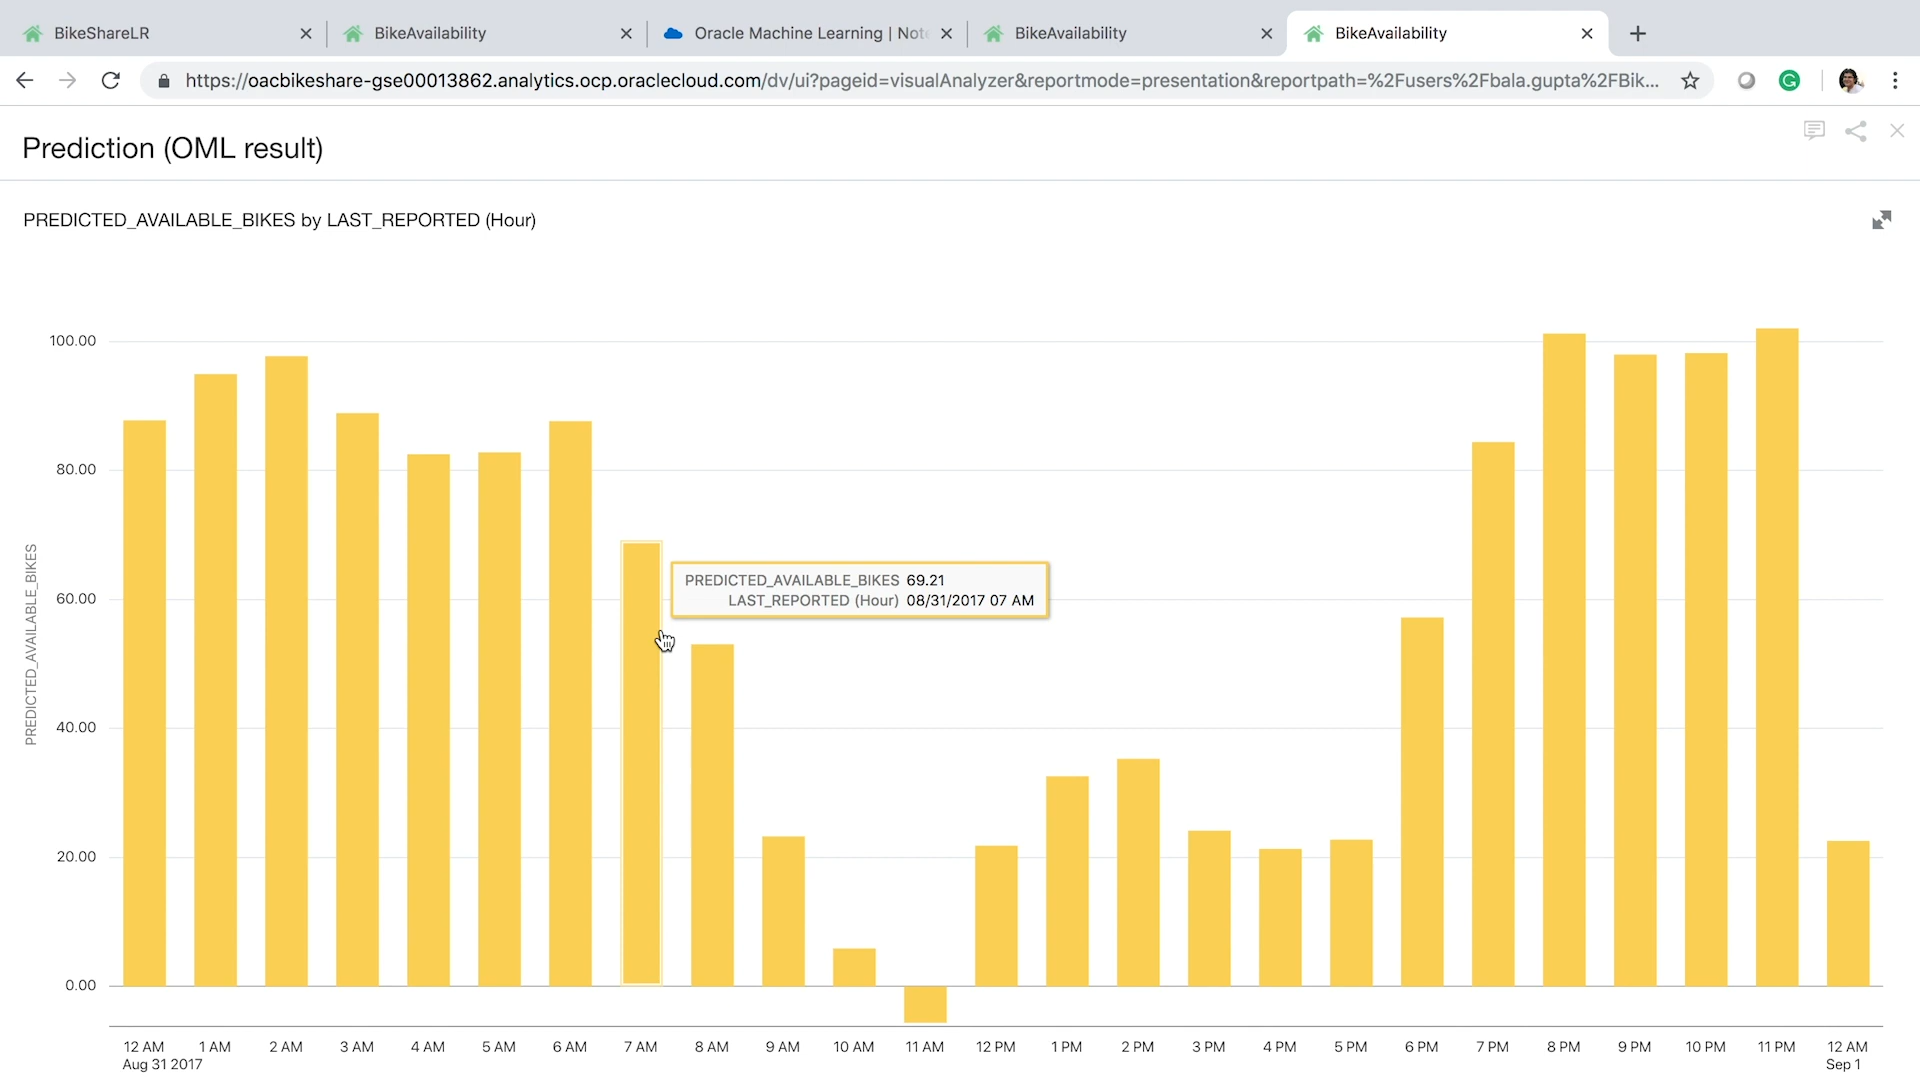 BikeShareLR
BikeAvailability
Oracle Machine Learning | Note
BikeAvailability
BikeAvailability
https://oacbikeshare-gse00013862.analytics.ocp.oraclecloud.com/dv/ui?pageid=visualAnalyzer&reportmode=presentation&reportpath=%2Fusers%2Fbala.gupta%2FBik...
Prediction (OML result)
PREDICTED_AVAILABLE_BIKES by LAST_REPORTED (Hour)
PREDICTED_AVAILABLE_BIKES
100.00
80.00
60.00
40.00
20.00
0.00
PREDICTED_AVAILABLE_BIKES 69.21
LAST_REPORTED (Hour) 08/31/2017 07 AM
12 AM 1 AM 2 AM 3 AM 4 AM 5 AM 6 AM 7 AM 8 AM 9 AM 10 AM 11 AM 12 PM 1 PM 2 PM 3 PM 4 PM 5 PM 6 PM 7 PM 8 PM 9 PM 10 PM 11 PM 12 AM
Aug 31 2017 Sep 1